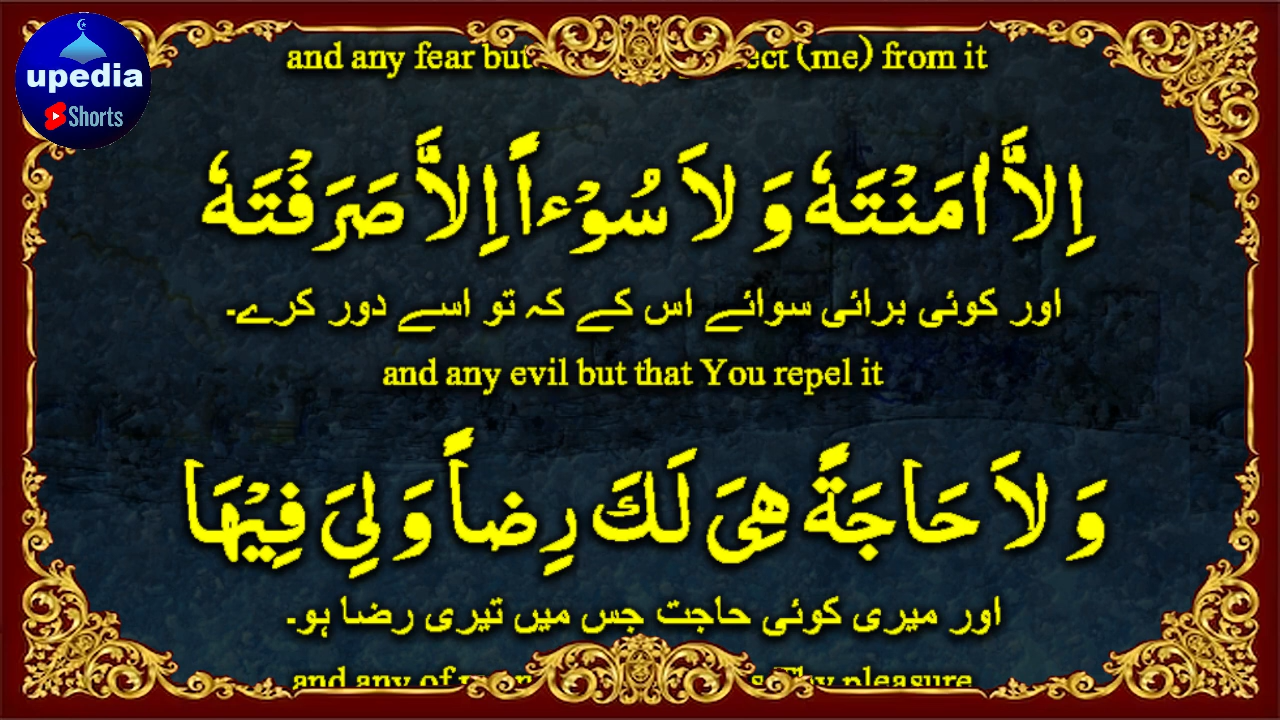 upedia
Shorts
and any fear but ect (me) from it
اِلاَّ اٰمَنْتَهٗ وَ لاَ سُوْءاً اِلاَّ صَرَفْتَهٗ
اور کوئی برائی سوائے اس کے کہ تو اسے دور کرے۔
and any evil but that You repel it
وَ لاَ حَاجَةً هِىَ لَكَ رِضاً وَ لِىَ فِيْهَا
اور میری کوئی حاجت جس میں تیری رضا ہو۔
and any of Thy pleasure